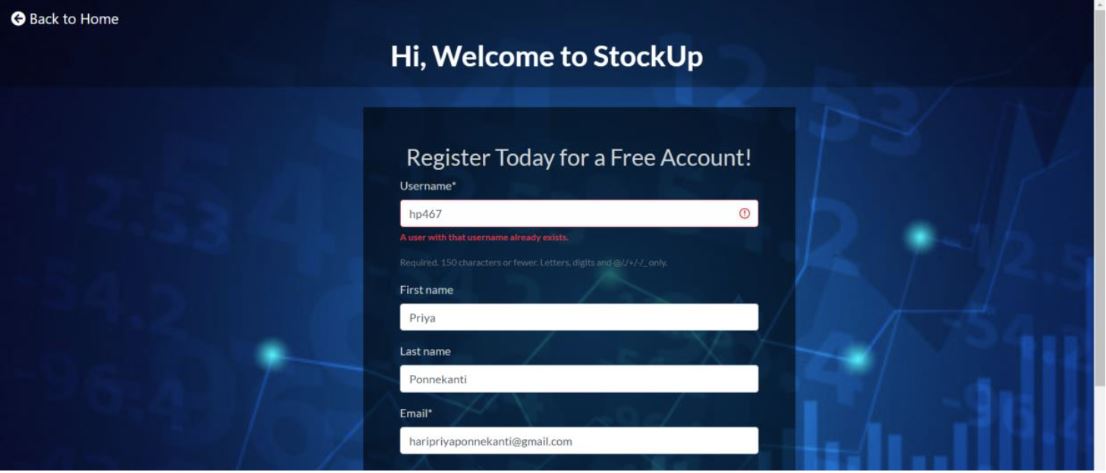 Back to Home
Hi, Welcome to StockUp
Register Today for a Free Account!
Username*
hp467
A user with that username already exists.
Required. 150 characters or fewer. Letters, digits and @/./+/-/_ only.
First name
Priya
Last name
Ponnekanti
Email*
haripriyaponnekanti@gmail.com